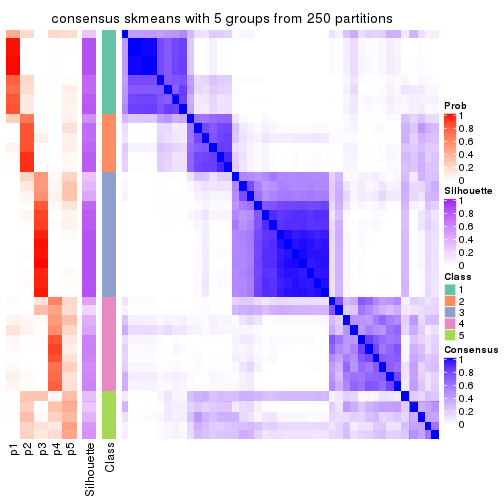 consensus skmeans with 5 groups from 250 partitions
Prob
1
0.8
0.6
0.4
0.2
0
Silhouette
1
0.8
0.6
0.4
0.2
0
Class
1
2
3
4
5
Consensus
1
0.8
0.6
0.4
0.2
0
p1
p2
p3
p4
p5
Silhouette
Class